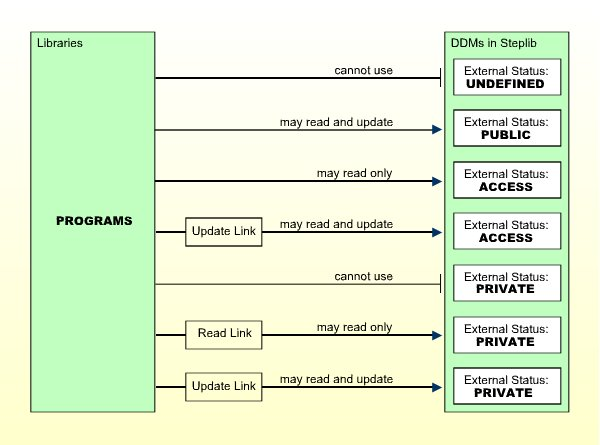 Libraries
DDMs in Steplib
cannot use
External Status:
UNDEFINED
may read and update
External Status:
PUBLIC
may read only
External Status:
ACCESS
PROGRAMS
Update Link
may read and update
External Status:
ACCESS
cannot use
External Status:
PRIVATE
Read Link
may read only
External Status:
PRIVATE
Update Link
may read and update
External Status:
PRIVATE